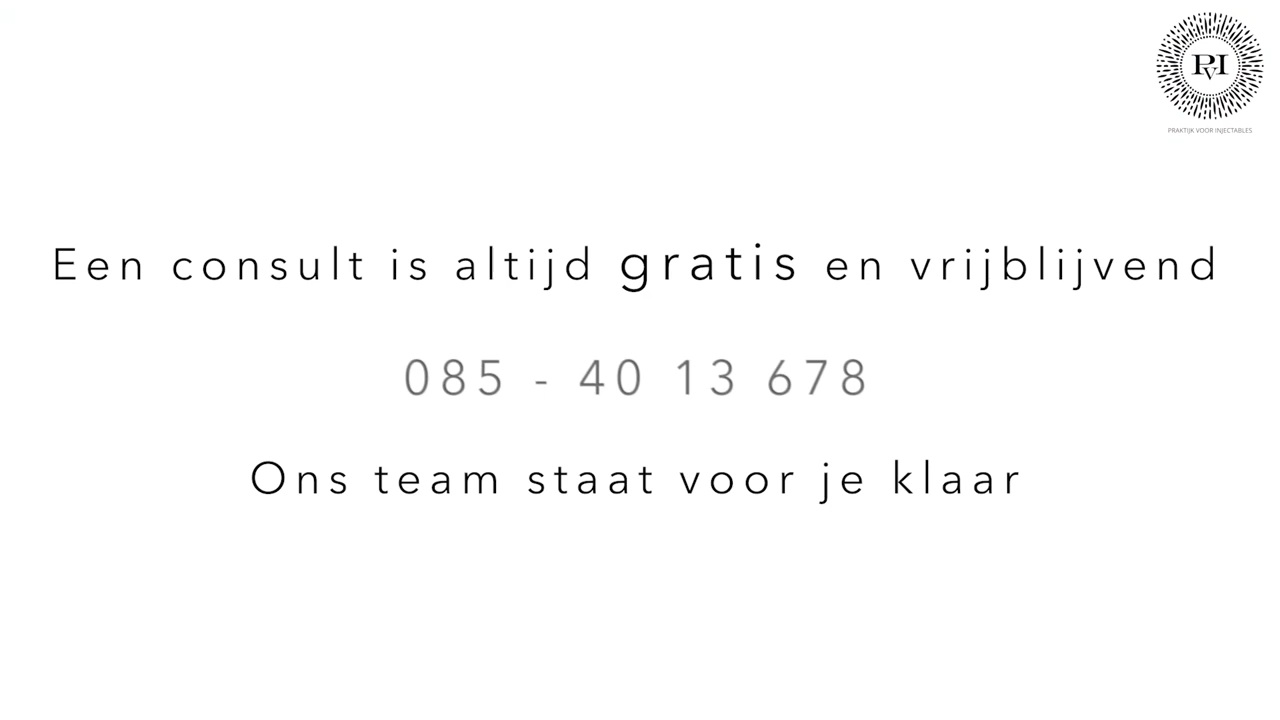 PVI
PRAKTIJK VOOR INJECTABLES
Een consult is altijd gratis en vrijblijvend
085 - 40 13 678
Ons team staat voor je klaar